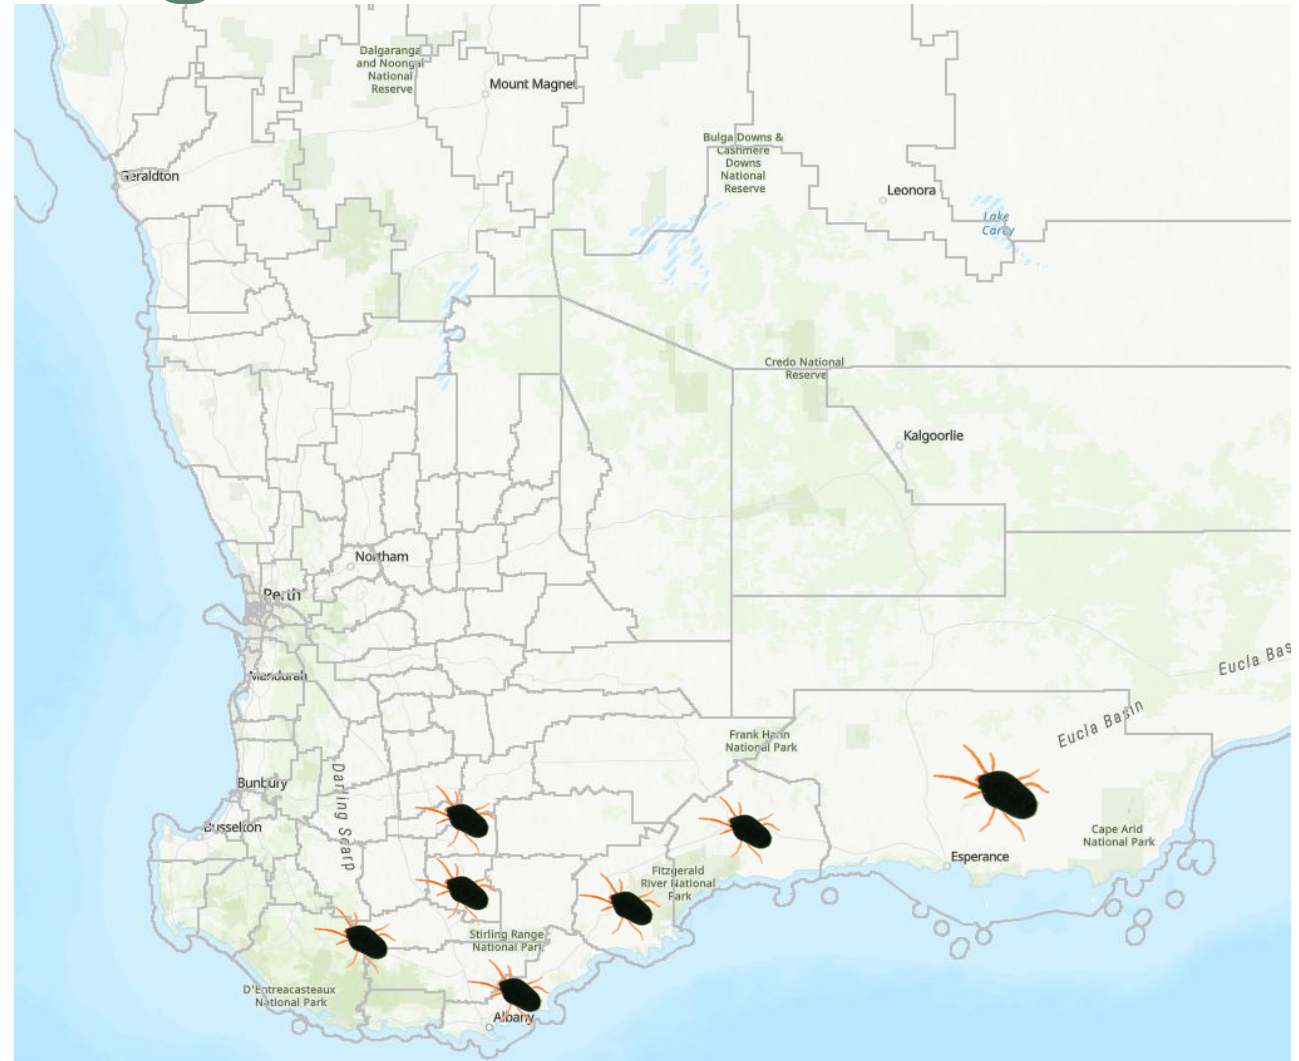 Dalgaranga
and Noongal
National
Reserve
Mount Magnet
Bulga Downs &
Cashmere
Downs
National
Reserve
Geraldton
Leonora
Lake
Carey
Credo National
Reserve
Kalgoorlie
Northam
Perth
Mandurah
Eucla Bas
Eucla Basin
Frank Hann
National Park
Bunbury
Darling Scarp
Busselton
Cape Arid
National Park
Esperance
Fitzgerald
River National
Park
Stirling Range
National Park
D'Entrecasteaux
National Park
Albany